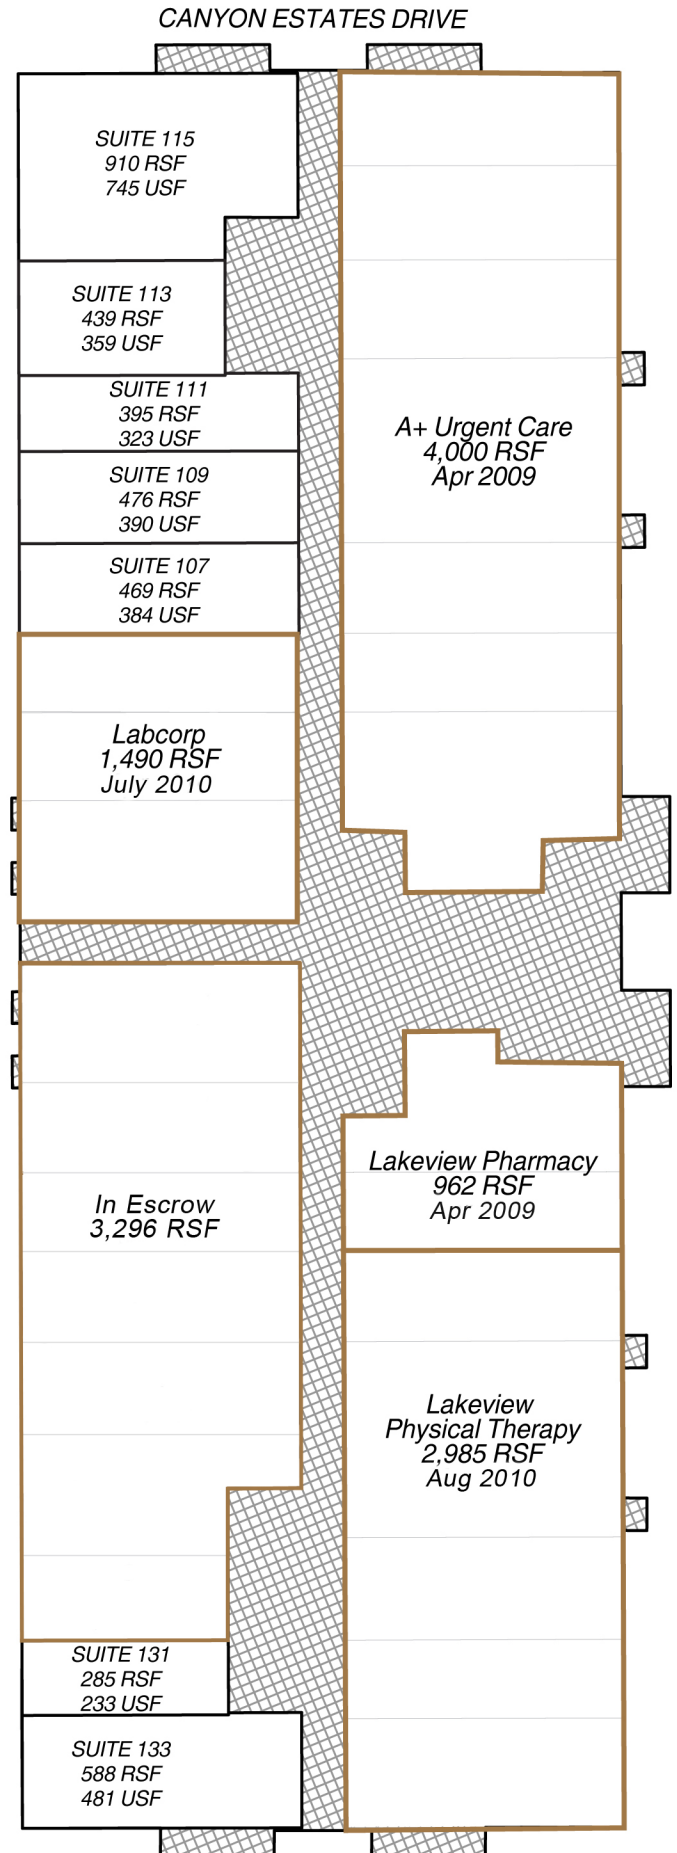 CANYON ESTATES DRIVE
SUITE 115
910 RSF
745 USF
SUITE 113
439 RSF
359 USF
SUITE 111
395 RSF
323 USF
A+ Urgent Care
4,000 RSF
Apr 2009
SUITE 109
476 RSF
390 USF
SUITE 107
469 RSF
384 USF
Labcorp
1,490 RSF
July 2010
Lakeview Pharmacy
962 RSF
Apr 2009
In Escrow
3,296 RSF
Lakeview
Physical Therapy
2,985 RSF
Aug 2010
SUITE 131
285 RSF
233 USF
SUITE 133
588 RSF
481 USF